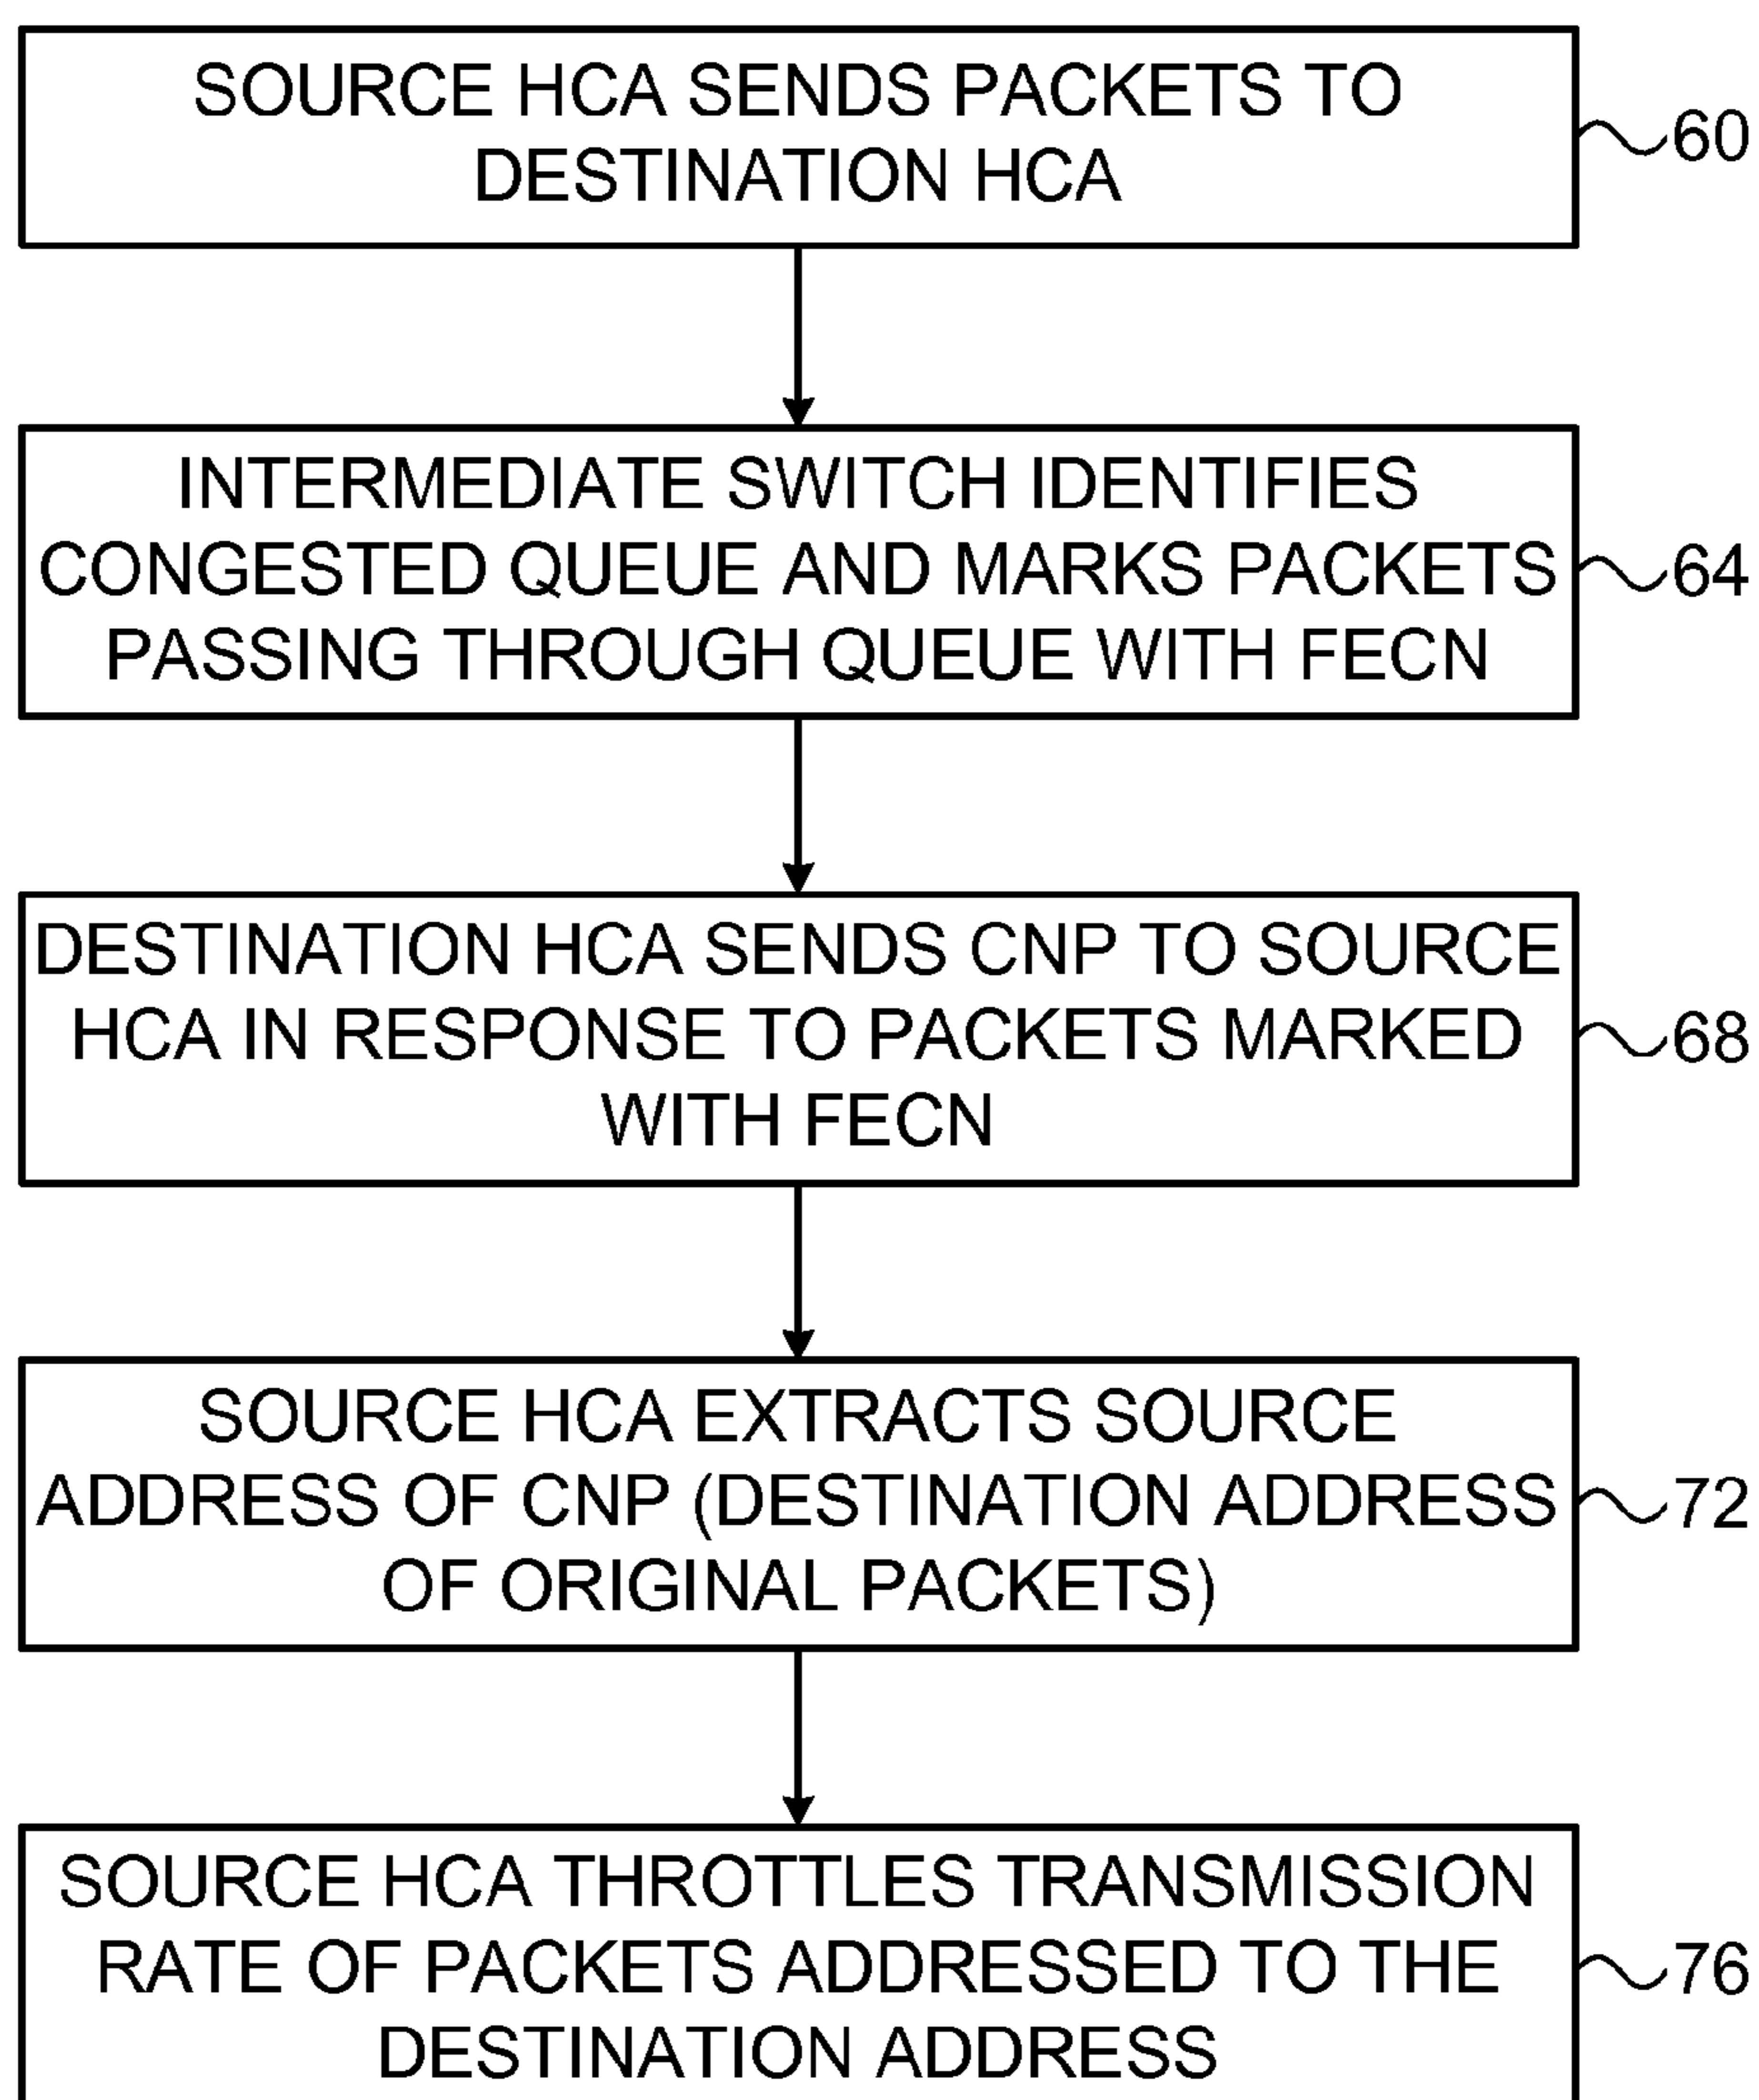 SOURCE HCA SENDS PACKETS TO
DESTINATION HCA
60
INTERMEDIATE SWITCH IDENTIFIES
CONGESTED QUEUE AND MARKS PACKETS
PASSING THROUGH QUEUE WITH FECN
64
DESTINATION HCA SENDS CNP TO SOURCE
HCA IN RESPONSE TO PACKETS MARKED
WITH FECN
68
SOURCE HCA EXTRACTS SOURCE
ADDRESS OF CNP (DESTINATION ADDRESS
OF ORIGINAL PACKETS)
72
SOURCE HCA THROTTLES TRANSMISSION
RATE OF PACKETS ADDRESSED TO THE
DESTINATION ADDRESS
76